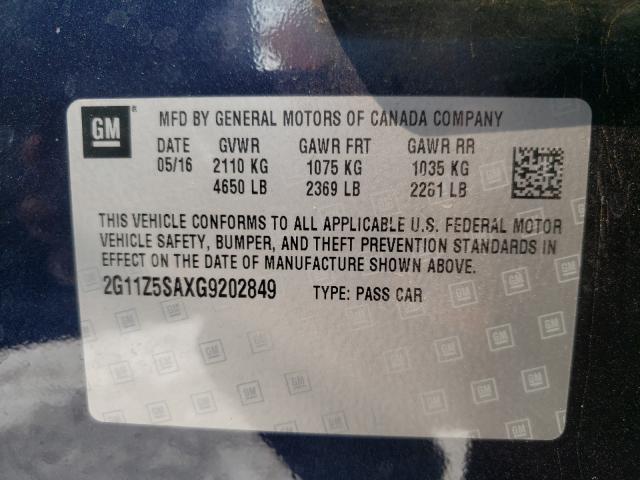 GM
MFD BY GENERAL MOTORS OF CANADA COMPANY
DATE GVWR GAWR FRT GAWR RR
05/16 2110 KG 1075 KG 1035 KG
4650 LB 2369 LB 2281 LB
THIS VEHICLE CONFORMS TO ALL APPLICABLE U.S. FEDERAL MOTOR
VEHICLE SAFETY, BUMPER, AND THEFT PREVENTION STANDARDS IN
EFFECT ON THE DATE OF MANUFACTURE SHOWN ABOVE.
2G11Z5SAXG9202849 TYPE: PASS CAR